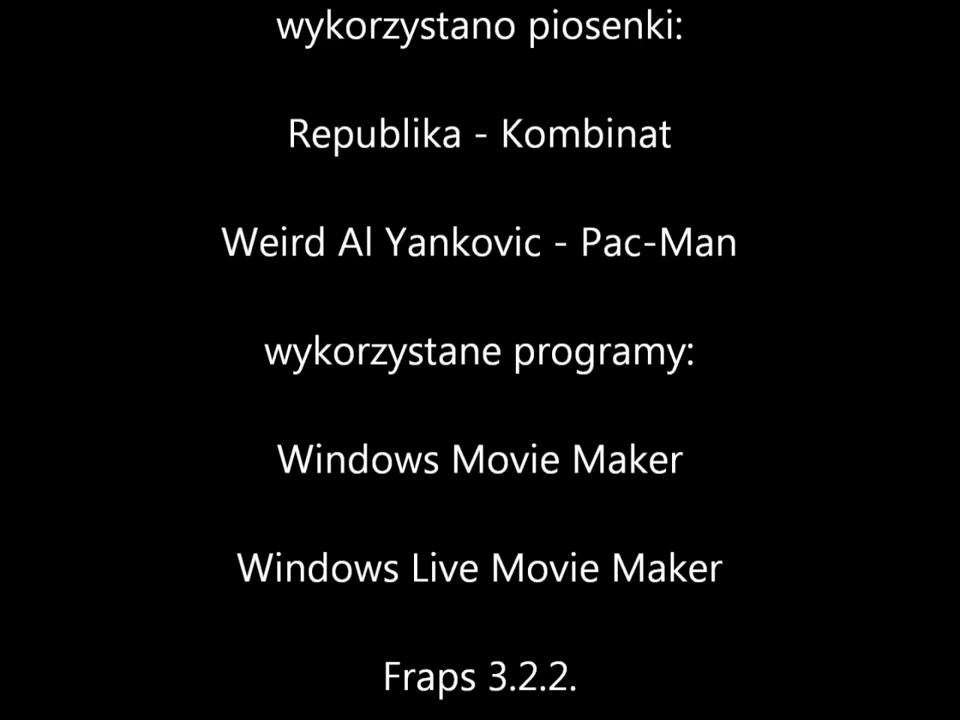 wykorzystano piosenki:
Republika - Kombinat
Weird Al Yankovic - Pac-Man
wykorzystane programy:
Windows Movie Maker
Windows Live Movie Maker
Fraps 3.2.2.